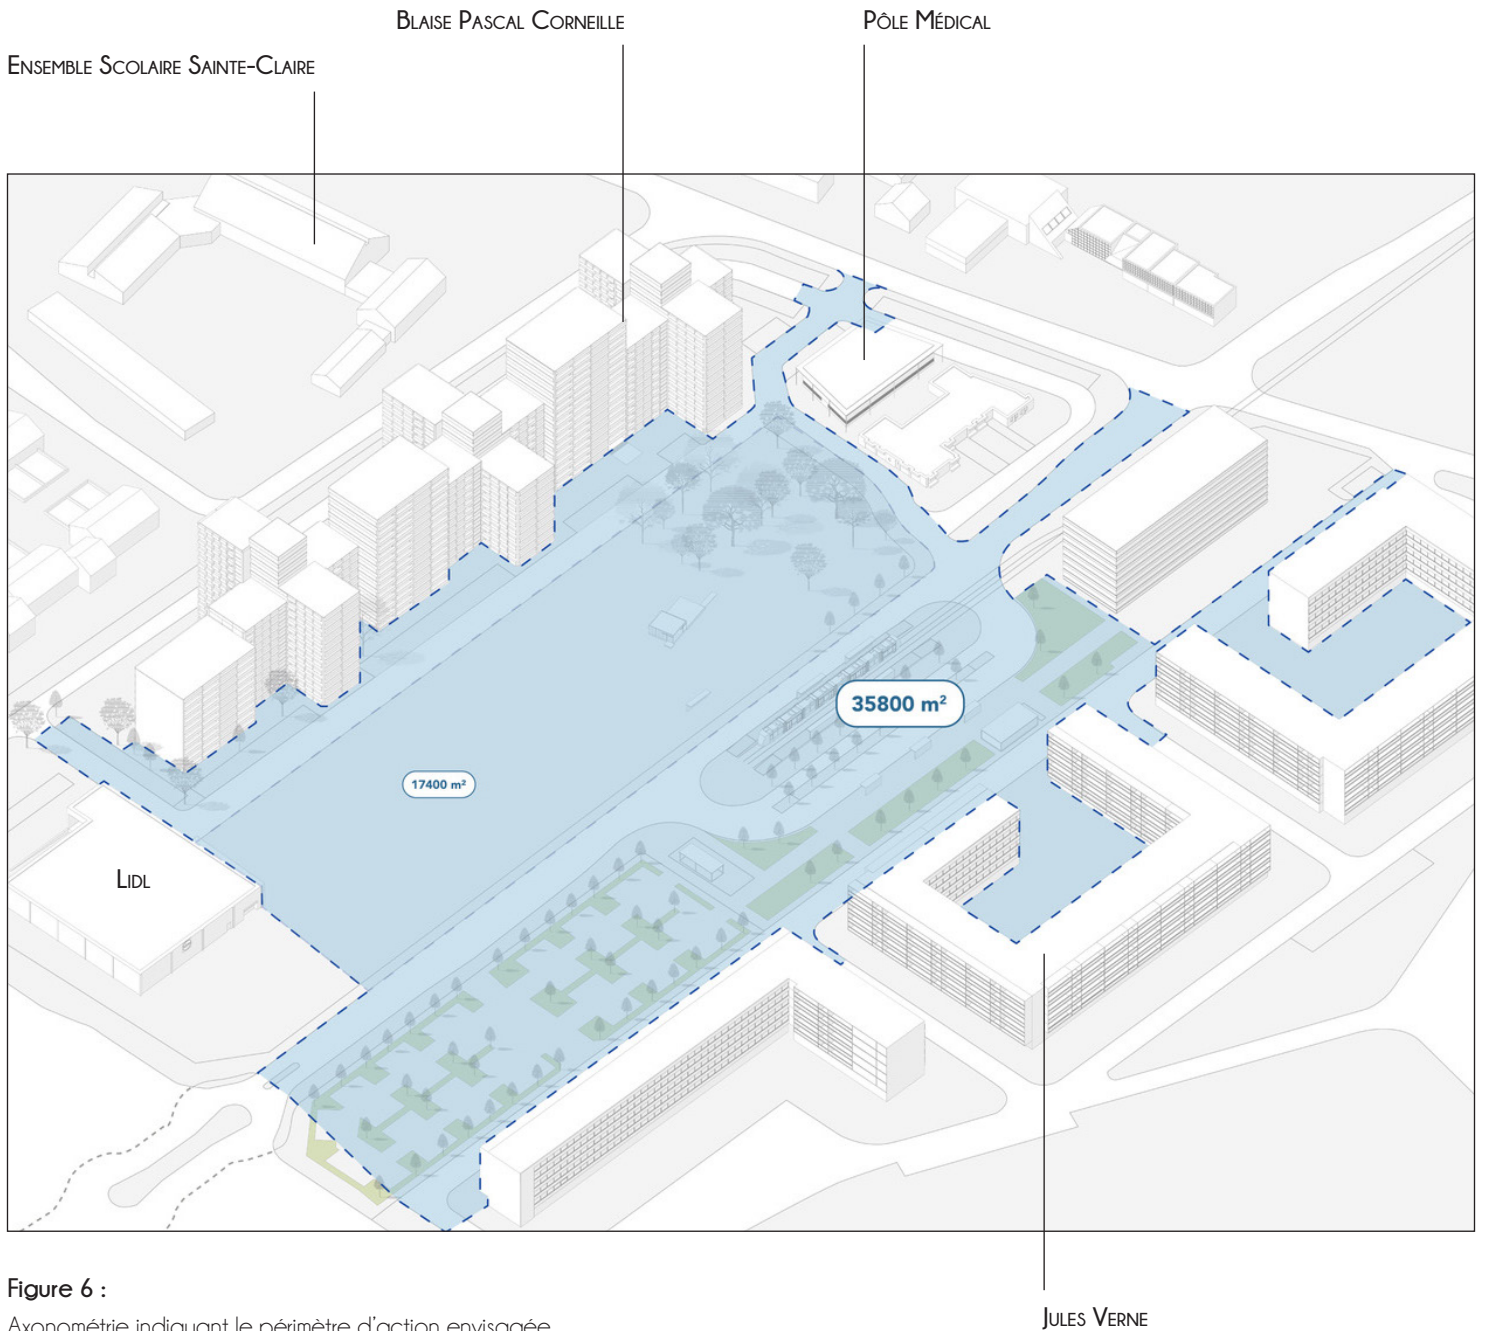 Blaise Pascal Corneille
Pôle Médical
Ensemble Scolaire Sainte-Claire
35800 m²
17400 m²
Lidl
Figure 6 :
Axonométrie indiquant le périmètre d'action envisagée
Jules Verne